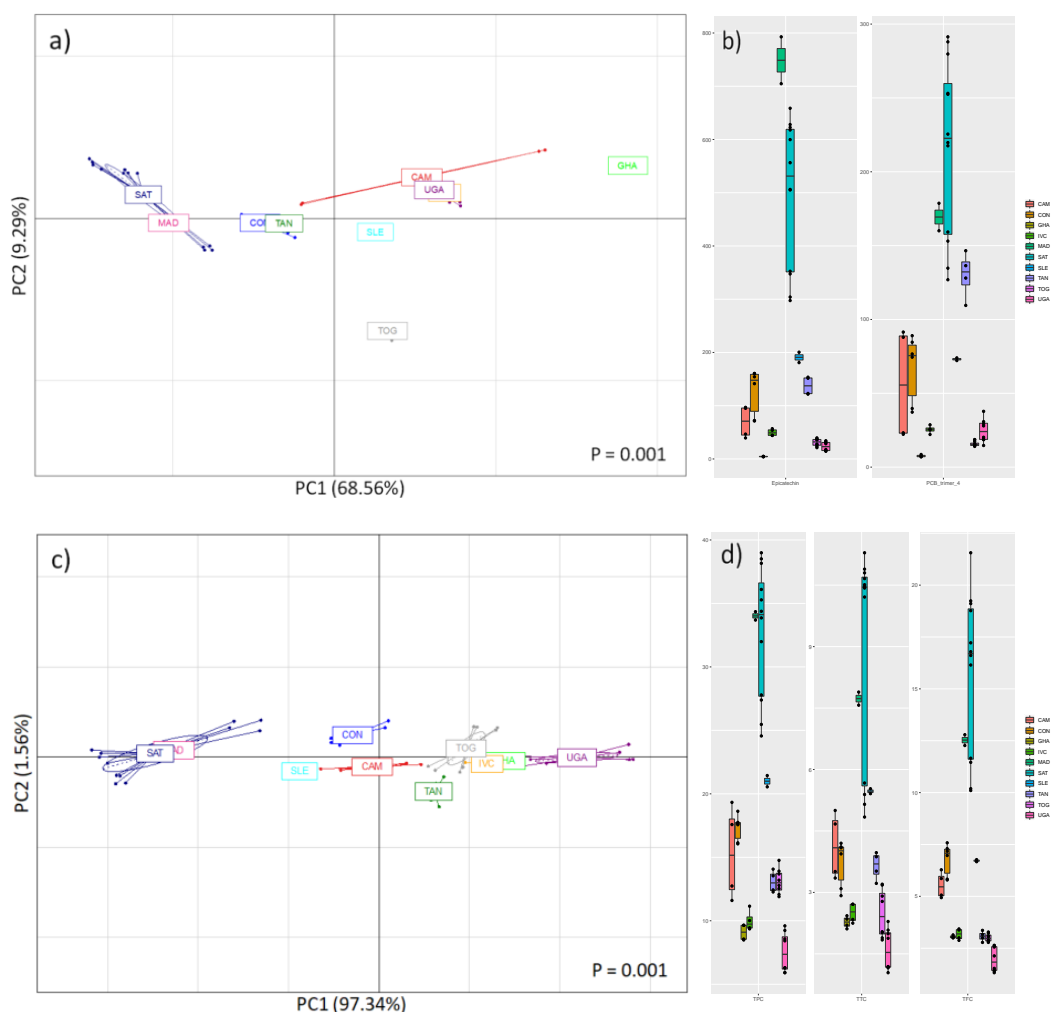 a)
SAT
MAD
CON
TAN
CAM
UGA
GHA
SLE
TOG
P = 0.001
PC2 (9.29%)
PC1 (68.56%)
b)
800
600
400
200
0
Epicatechin
300
200
100
0
PCB_trimer_4
CAM
CON
GHA
IVC
MAD
SAT
SLE
TAN
TOG
UGA
c)
SAT
AD
CON
SLE
CAM
TOG
IVC
HA
TAN
UGA
P = 0.001
PC2 (1.56%)
PC1 (97.34%)
d)
40
30
20
10
TPC
9
6
3
TTC
20
15
10
5
TFC
CAM
CON
GHA
IVC
MAD
SAT
SLE
TAN
TOG
UGA